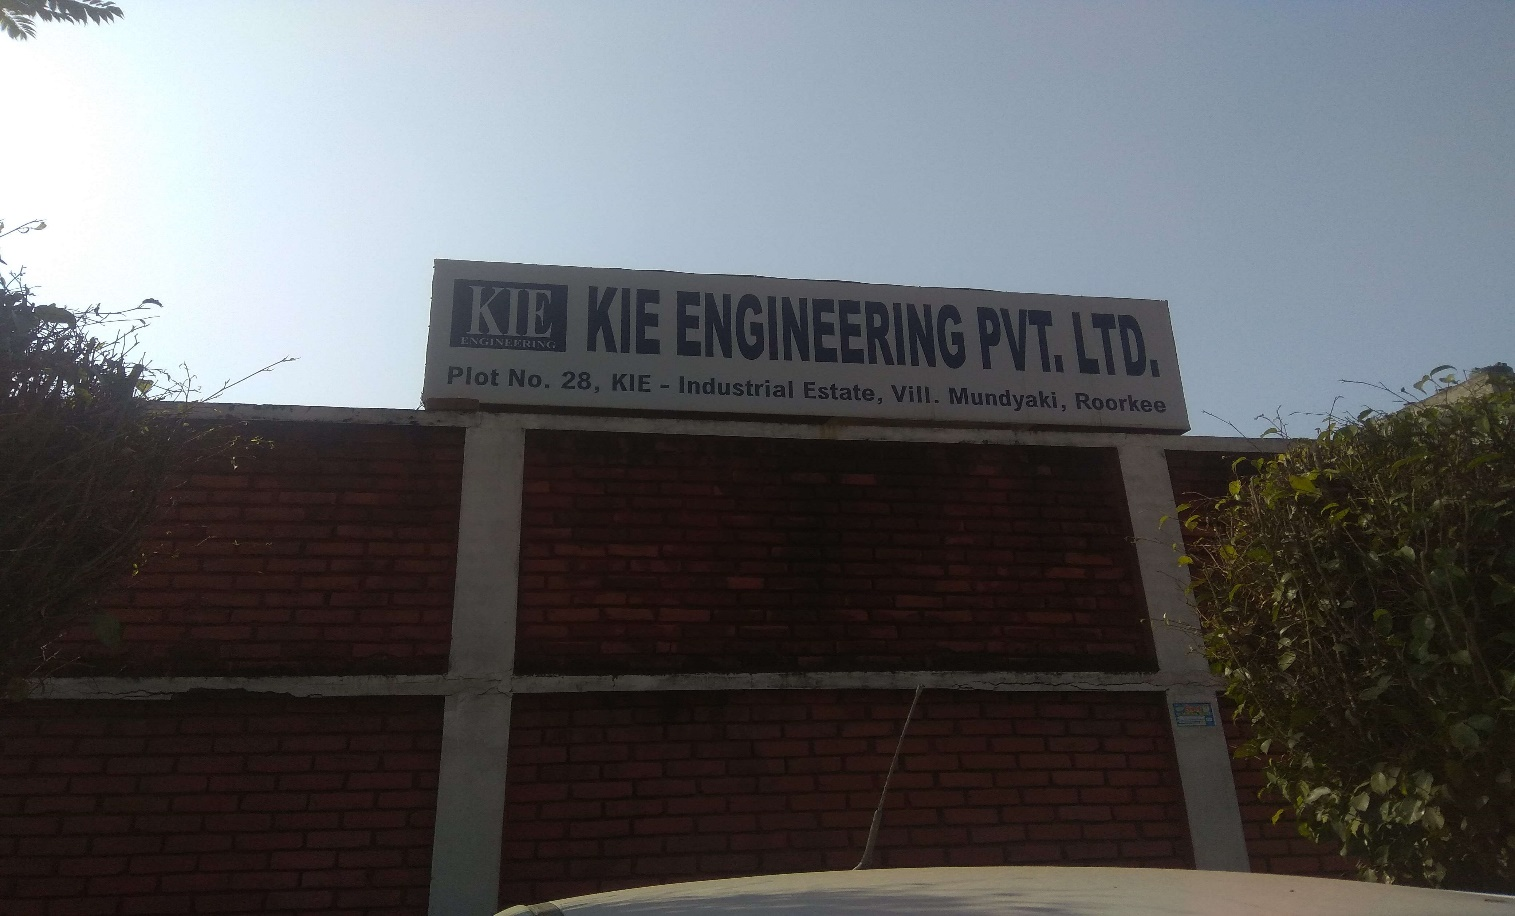 KIE
ENGINEERING
KIE ENGINEERING PVT. LTD.
Plot No. 28, KIE - Industrial Estate, Vill. Mundyaki, Roorkee